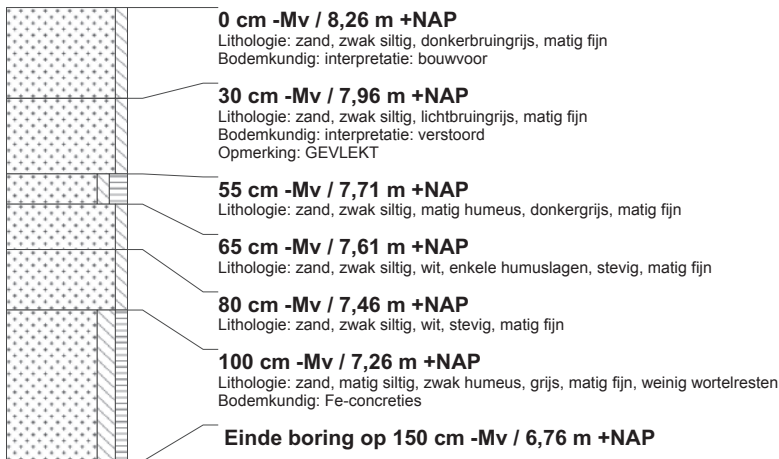 0 cm -Mv / 8,26 m +NAP
Lithologie: zand, zwak siltig, donkerbruingrijs, matig fijn
Bodemkundig: interpretatie: bouwvoor
30 cm -Mv / 7,96 m +NAP
Lithologie: zand, zwak siltig, lichtbruingrijs, matig fijn
Bodemkundig: interpretatie: verstoord
Opmerking: GEVLEKT
55 cm -Mv / 7,71 m +NAP
Lithologie: zand, zwak siltig, matig humeus, donkergrijs, matig fijn
65 cm -Mv / 7,61 m +NAP
Lithologie: zand, zwak siltig, wit, enkele humuslagen, stevig, matig fijn
80 cm -Mv / 7,46 m +NAP
Lithologie: zand, zwak siltig, wit, stevig, matig fijn
100 cm -Mv / 7,26 m +NAP
Lithologie: zand, matig siltig, zwak humeus, grijs, matig fijn, weinig wortelresten
Bodemkundig: Fe-concreties
Einde boring op 150 cm -Mv / 6,76 m +NAP